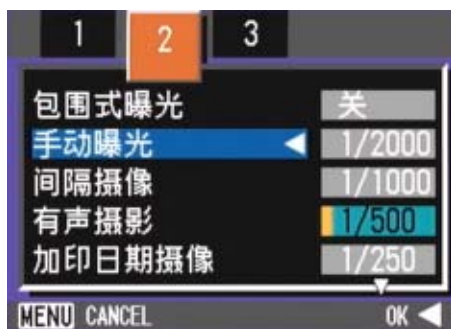 1 2 3
包围式曝光 关
手动曝光 ◀ 1/2000
间隔摄像 1/1000
有声摄影 1/500
加印日期摄像 1/250
MENU CANCEL OK ◀